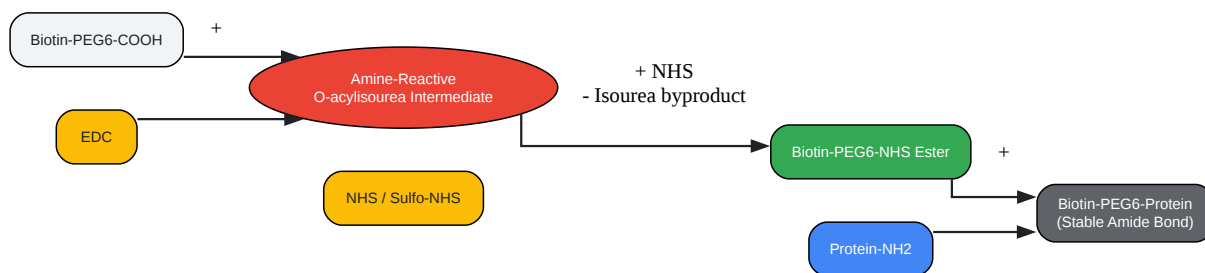 Biotin-PEG6-COOH
+
Amine-Reactive
O-acylisourea Intermediate
+ NHS
- Isourea byproduct
EDC
Biotin-PEG6-NHS Ester
+
NHS / Sulfo-NHS
Biotin-PEG6-Protein
(Stable Amide Bond)
Protein-NH2